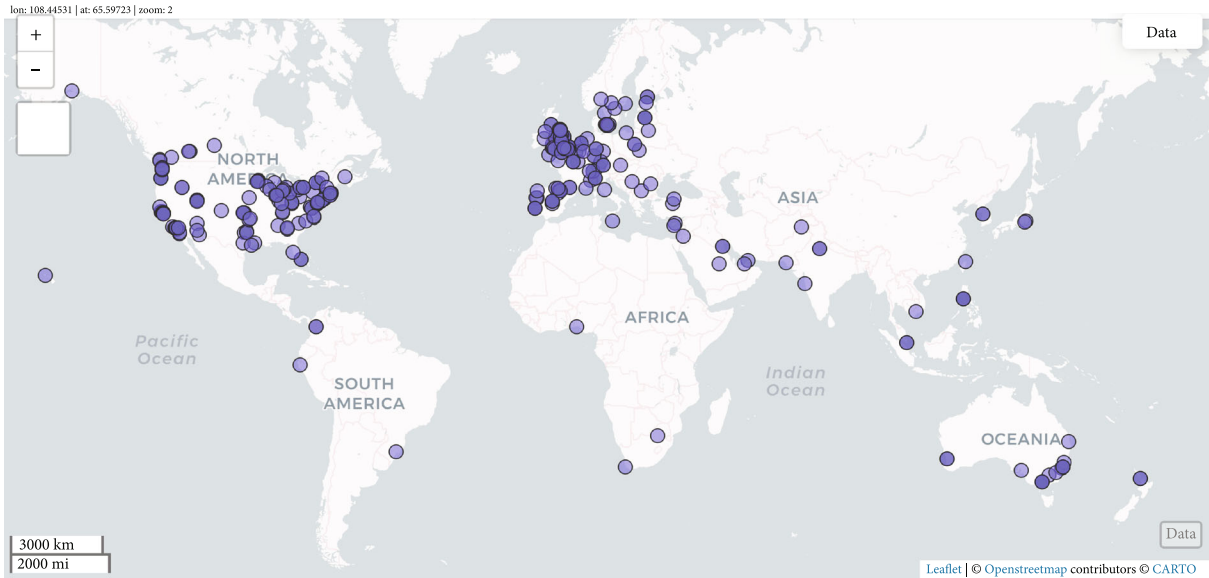 lon: 108.44531 | at: 65.59723 | zoom: 2
+
Data
−
NORTH
AMERICA
ASIA
AFRICA
Pacific
Ocean
Indian
Ocean
SOUTH
AMERICA
OCEANIA
3000 km
2000 mi
Data
Leaflet | © Openstreetmap contributors © CARTO